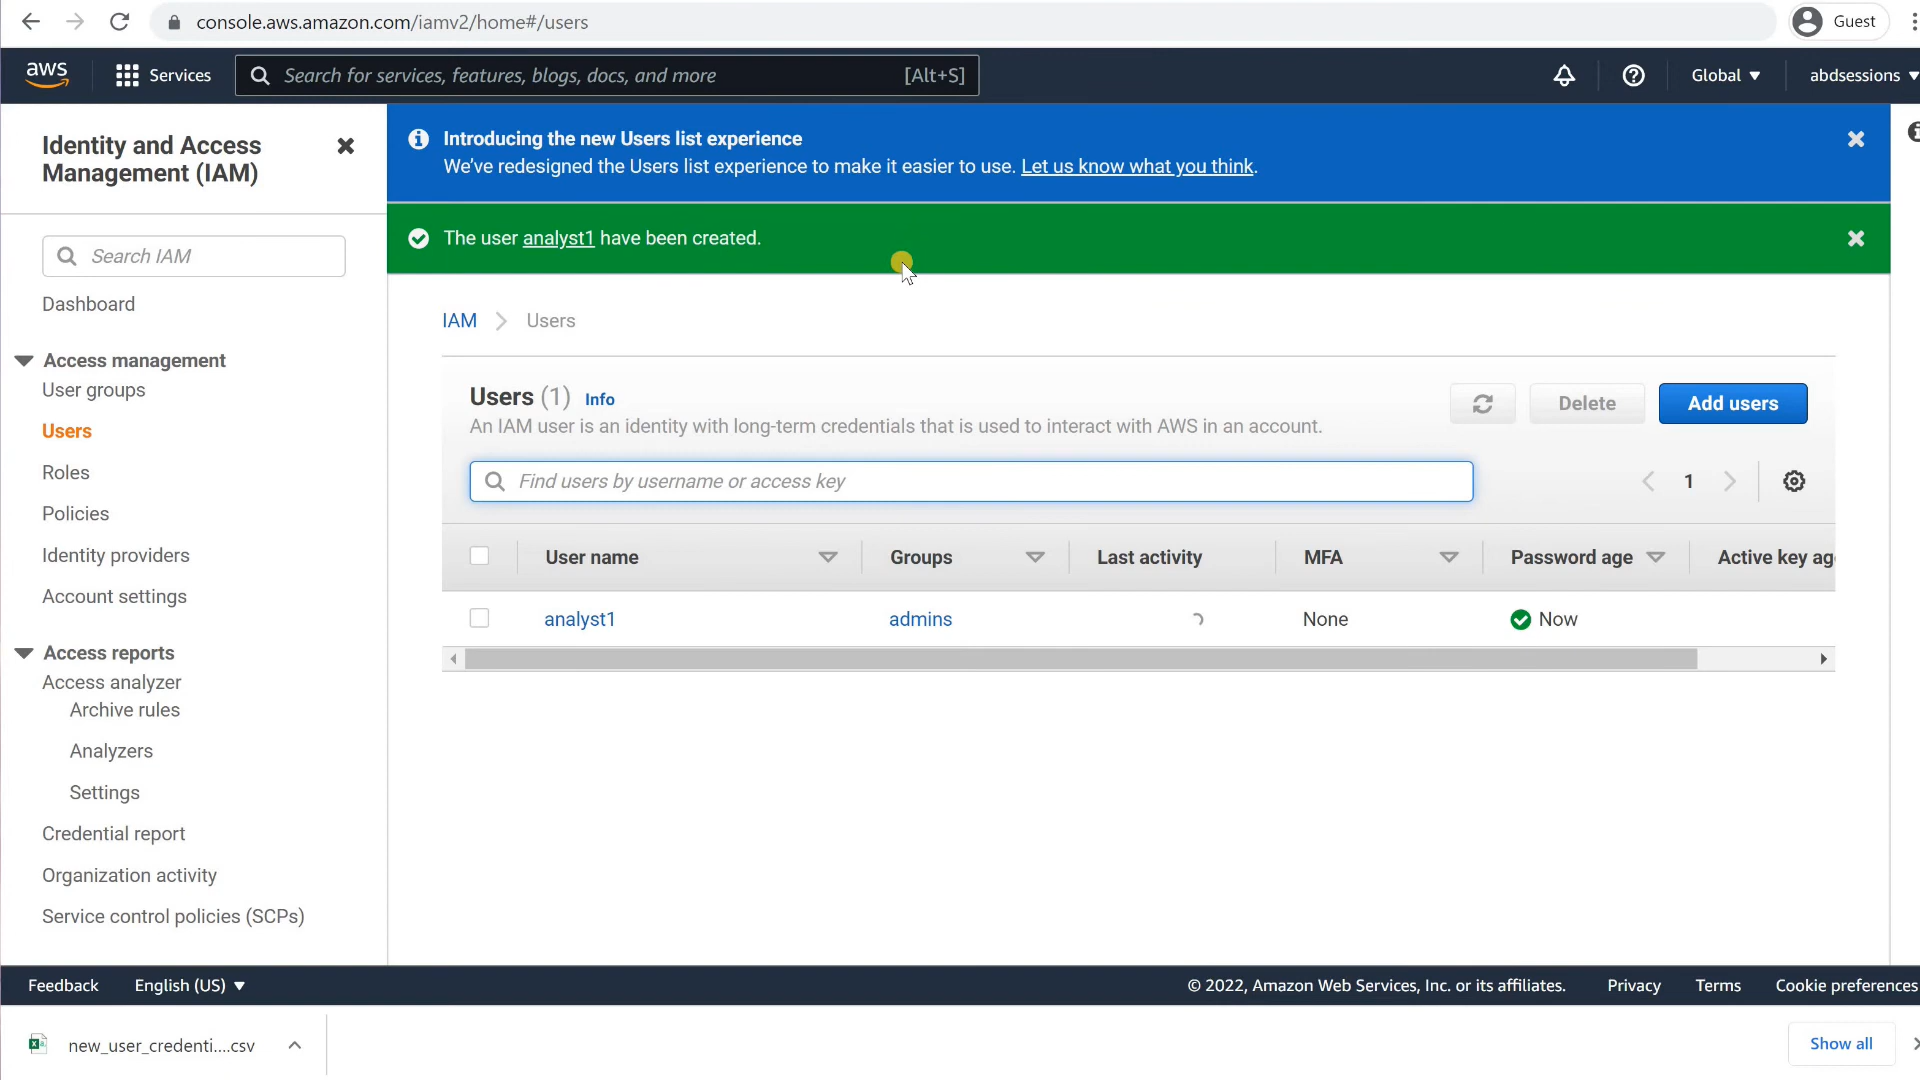 console.aws.amazon.com/iamv2/home#/users
Guest
aws
Services
Search for services, features, blogs, docs, and more
[Alt+S]
Global
abdsessions
Identity and Access
Management (IAM)
Introducing the new Users list experience
We've redesigned the Users list experience to make it easier to use. Let us know what you think.
Search IAM
The user analyst1 have been created.
Dashboard
Access management
User groups
Users
Roles
Policies
Identity providers
Account settings
Access reports
Access analyzer
Archive rules
Analyzers
Settings
Credential report
Organization activity
Service control policies (SCPs)
IAM
Users
Users (1) Info
An IAM user is an identity with long-term credentials that is used to interact with AWS in an account.
Delete
Add users
Find users by username or access key
1
User name
Groups
Last activity
MFA
Password age
Active key ag
analyst1
admins
None
Now
Feedback
English (US)
© 2022, Amazon Web Services, Inc. or its affiliates.
Privacy
Terms
Cookie preferences
new_user_credenti....csv
Show all